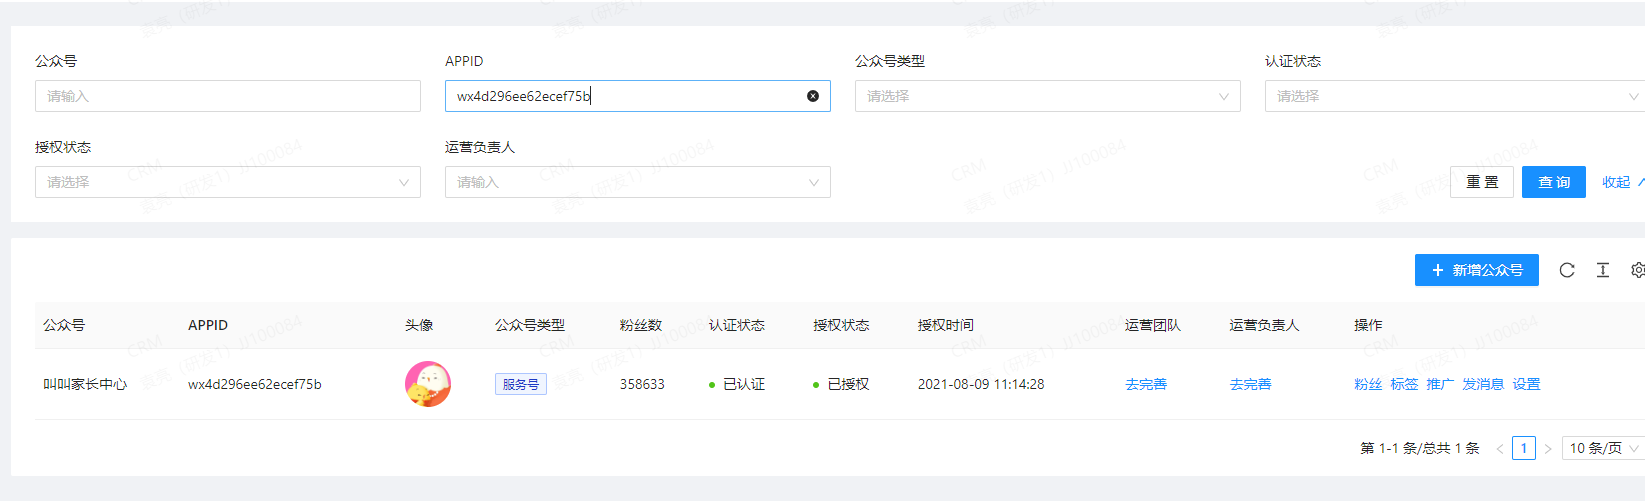 公众号 APPID 公众号类型 认证状态
请输入 wx4d296ee62ecef75b 请选择 请选择
授权状态 运营负责人
请选择 请输入 重 置 查 询 收起
+ 新增公众号
公众号 APPID 头像 公众号类型 粉丝数 认证状态 授权状态 授权时间 运营团队 运营负责人 操作
叫叫家长中心 wx4d296ee62ecef75b 服务号 358633 已认证 已授权 2021-08-09 11:14:28 去完善 去完善 粉丝 标签 推广 发消息 设置
第 1-1 条/总共 1 条 < 1 > 10 条/页
CRM
袁亮（研发1）JJ100084